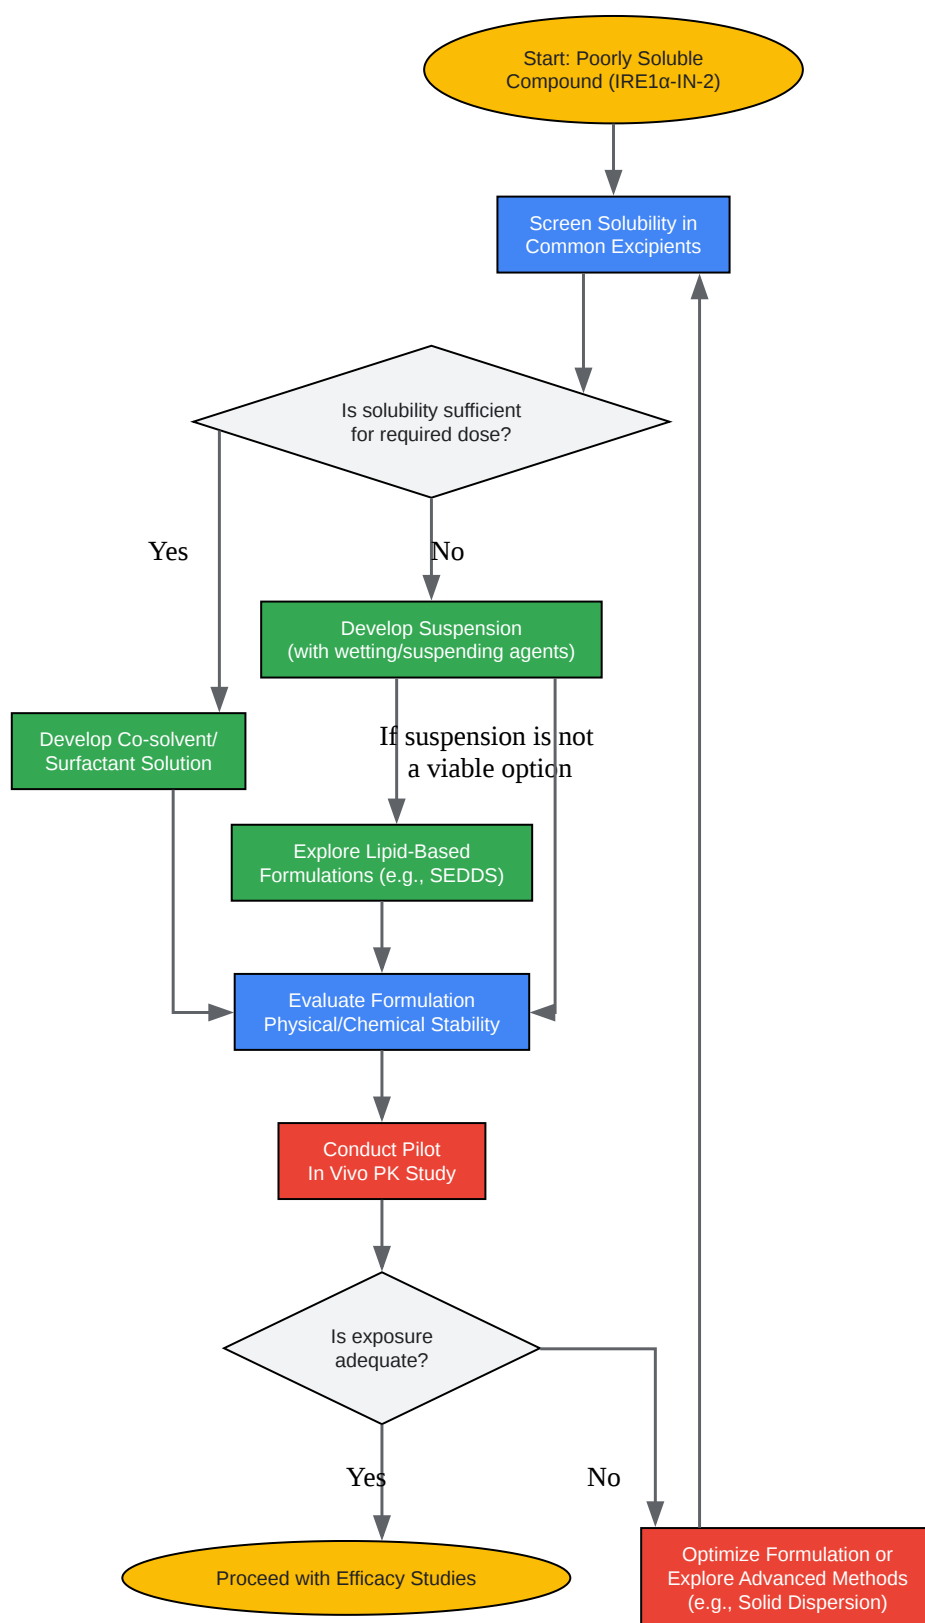 Start: Poorly Soluble
Compound (IRE1α-IN-2)
Screen Solubility in
Common Excipients
Is solubility sufficient
for required dose?
Yes
No
Develop Suspension
(with wetting/suspending agents)
Develop Co-solvent/
Surfactant Solution
If suspension is not
a viable option
Explore Lipid-Based
Formulations (e.g., SEDDS)
Evaluate Formulation
Physical/Chemical Stability
Conduct Pilot
In Vivo PK Study
Is exposure
adequate?
Yes
No
Proceed with Efficacy Studies
Optimize Formulation or
Explore Advanced Methods
(e.g., Solid Dispersion)